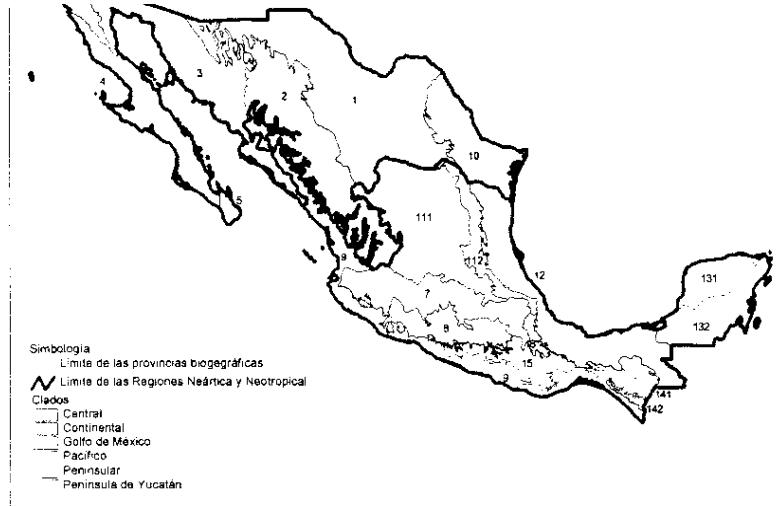 3
4
2
1
10
5
111
9
112
12
131
132
7
8
15
9
141
142
Simbología
Límite de las provincias biogegráficas
Límite de las Regiones Neártica y Neotropical
Clados
Central
Continental
Golfo de México
Pacífico
Peninsular
Península de Yucatán